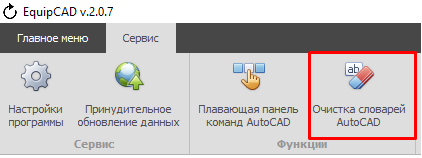 EquipCAD v.2.0.7
Главное меню Сервис
Настройки программы
Принудительное обновление данных
Плавающая панель команд AutoCAD
ab
Очистка словарей AutoCAD
Сервис Функции